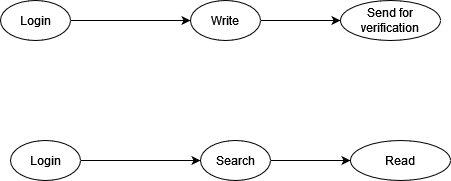 Login
Write
Send for
verification
Login
Search
Read